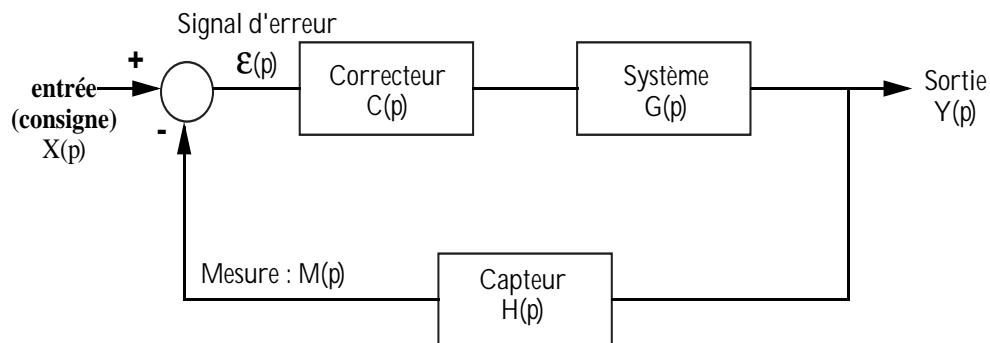 Signal d'erreur
+
ε(p)
entrée
(consigne)
X(p)
-
Correcteur
C(p)
Système
G(p)
Sortie
Y(p)
Mesure : M(p)
Capteur
H(p)